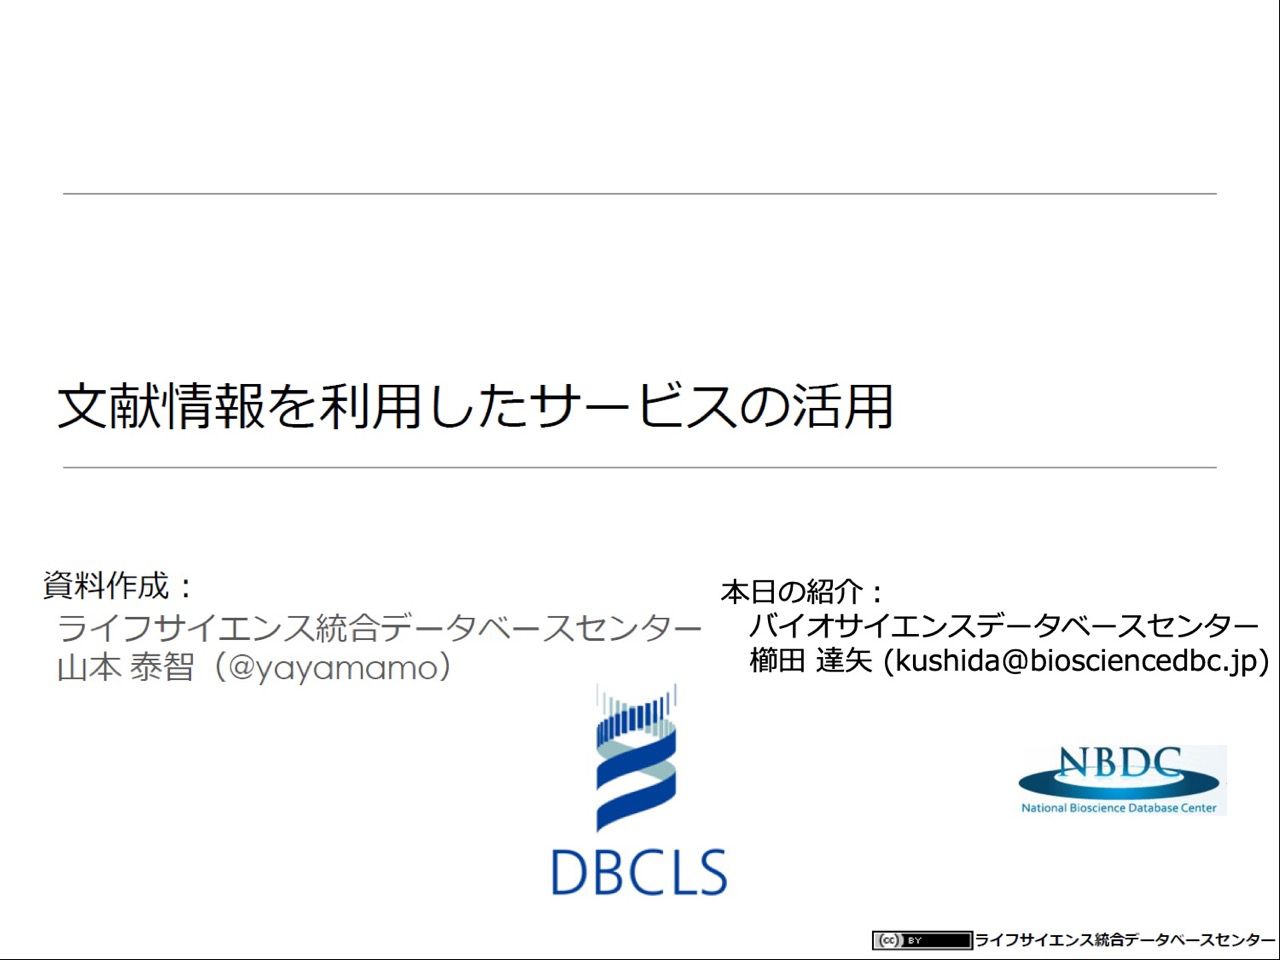 文献情報を利用したサービスの活用
資料作成：
ライフサイエンス統合データベースセンター
山本 泰智（@yayamamo）
本日の紹介：
バイオサイエンスデータベースセンター
櫛田 達矢 (kushida@biosciencedbc.jp)
DBCLS
NBDC
National Bioscience Database Center
(cc) BY ライフサイエンス統合データベースセンター